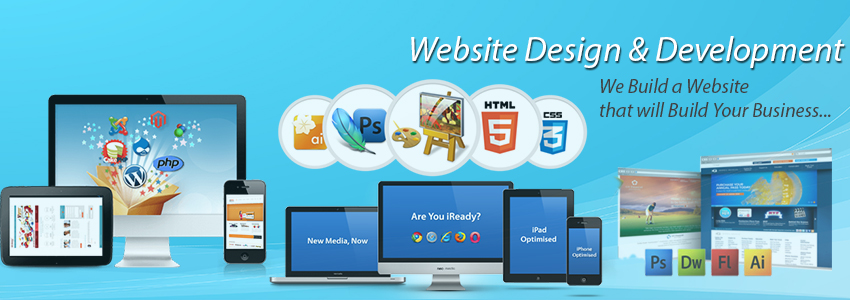 Website Design & Development
We Build a Website
that will Build Your Business...
ai
Ps
HTML
5
CSS
3
php
Cake
W
New Media, Now
Are You iReady?
iPad
Optimised
iPhone
Optimised
Ps Dw Fl Ai